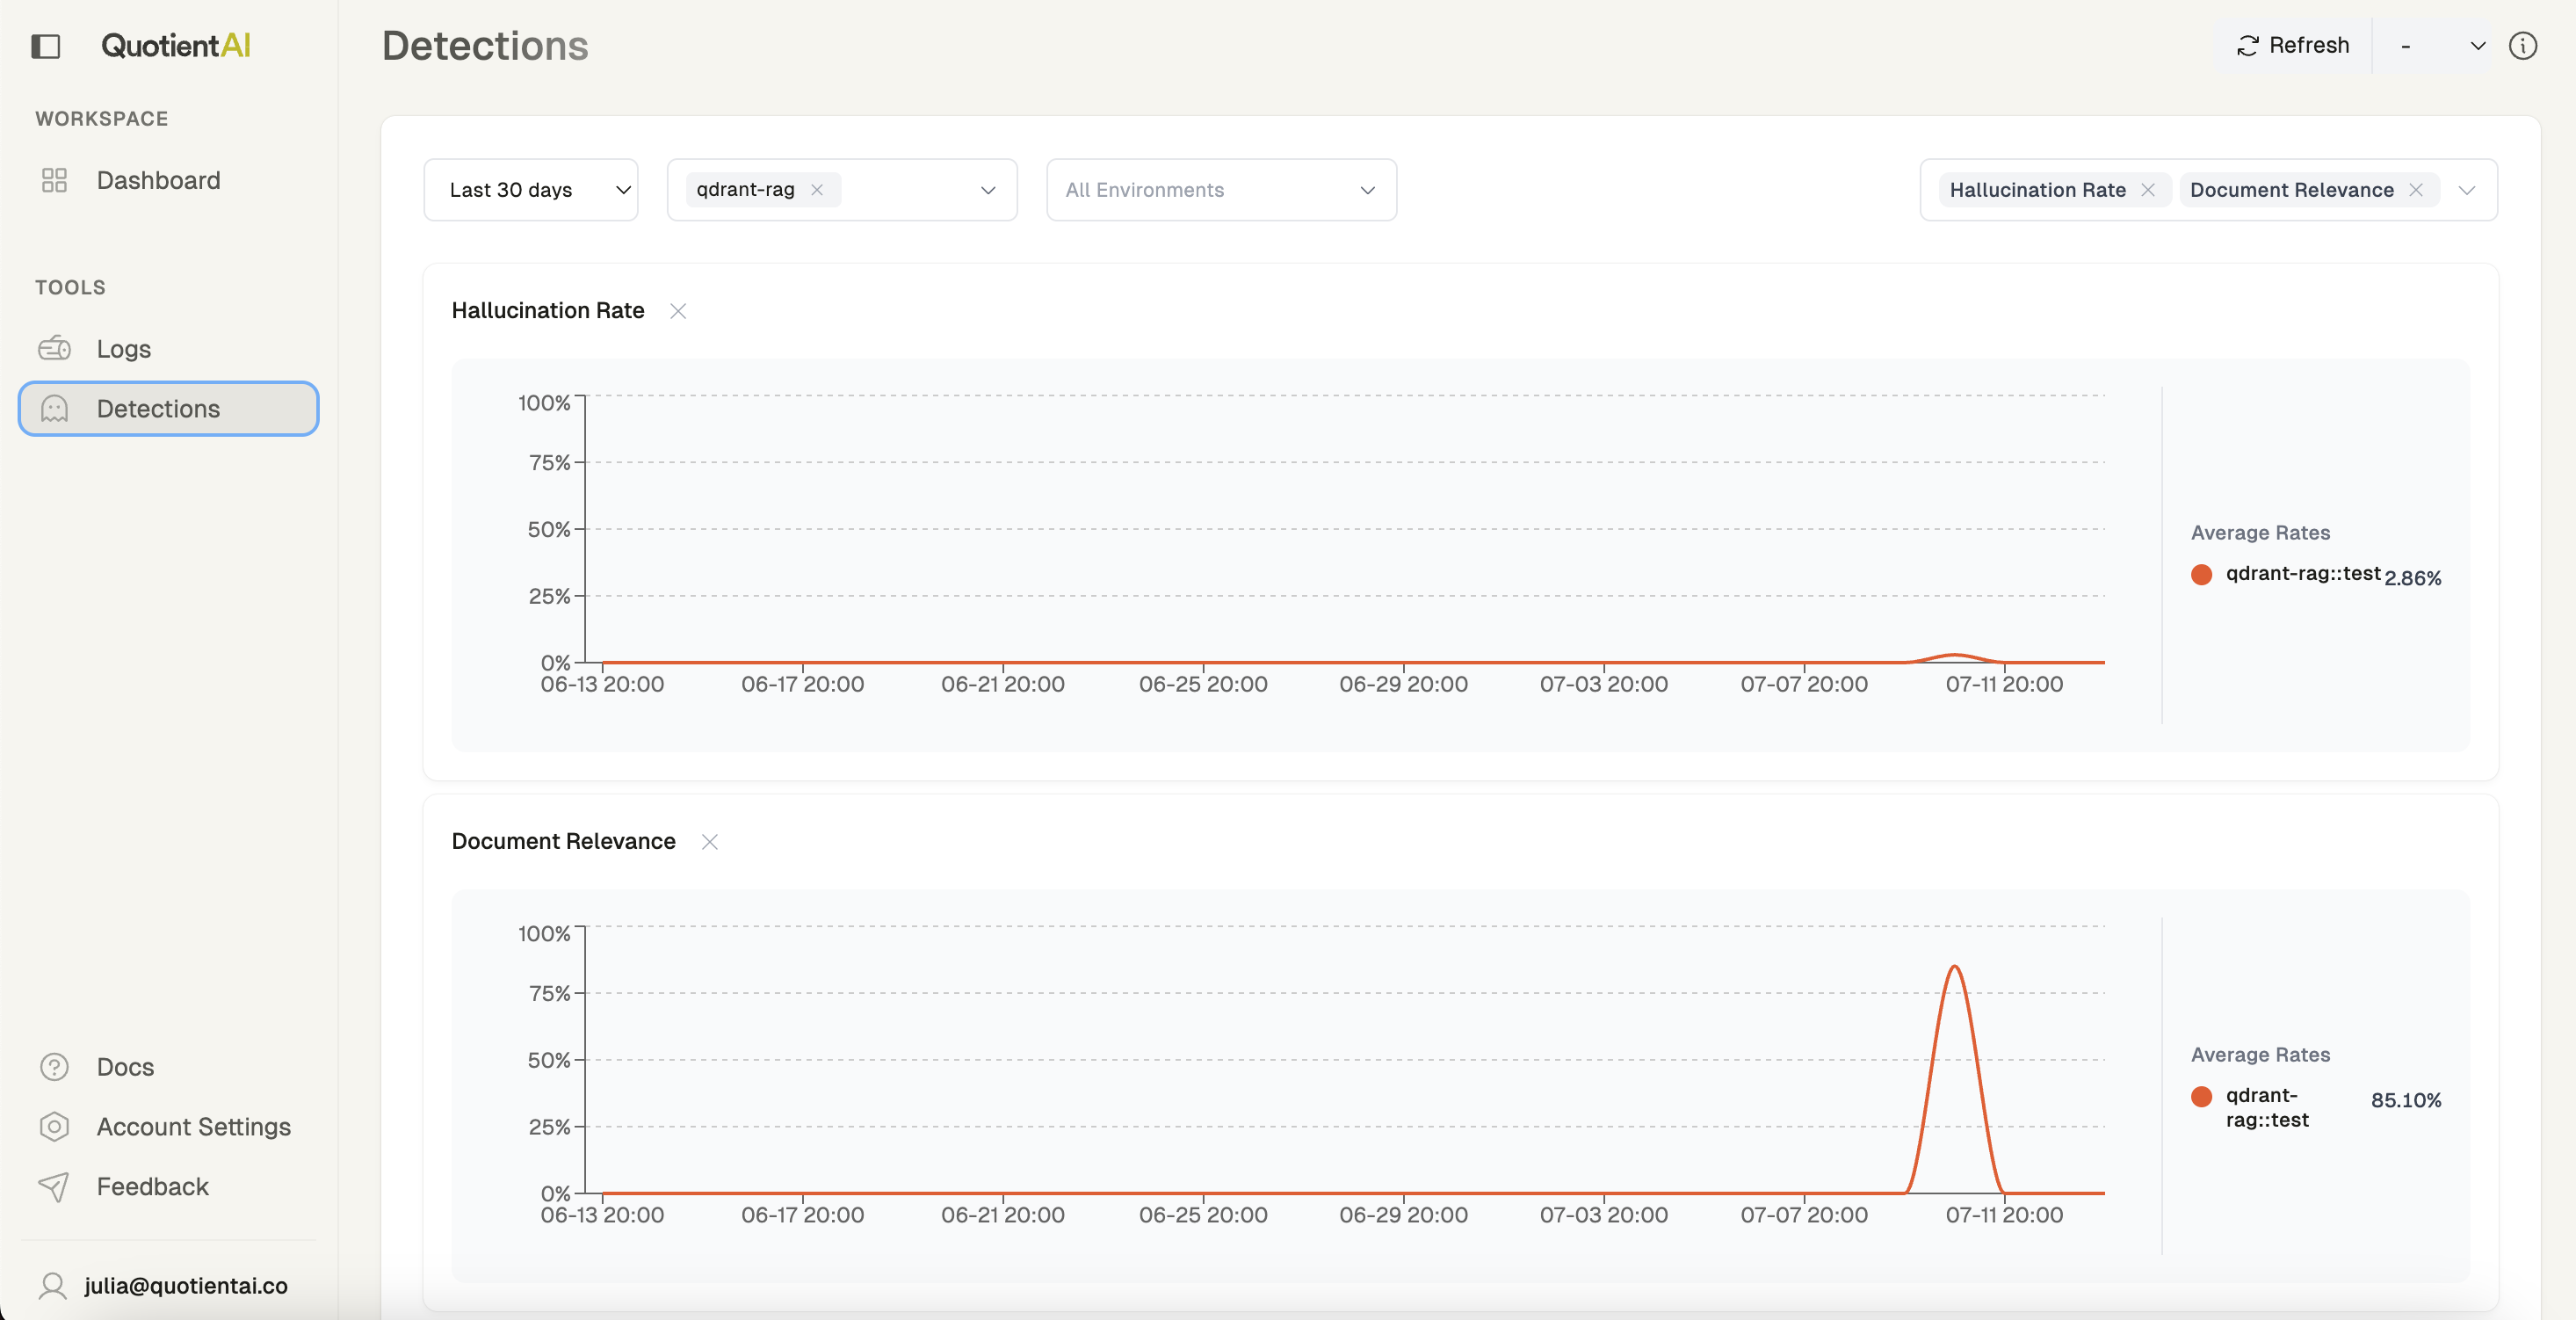 QuotientAI
WORKSPACE
Dashboard
TOOLS
Logs
Detections
Docs
Account Settings
Feedback
julia@quotientai.co
Detections
Refresh
-
Last 30 days
qdrant-rag
All Environments
Hallucination Rate
Document Relevance
Hallucination Rate
100%
75%
50%
25%
0%
06-13 20:00 06-17 20:00 06-21 20:00 06-25 20:00 06-29 20:00 07-03 20:00 07-07 20:00 07-11 20:00
Average Rates
qdrant-rag::test 2.86%
Document Relevance
100%
75%
50%
25%
0%
06-13 20:00 06-17 20:00 06-21 20:00 06-25 20:00 06-29 20:00 07-03 20:00 07-07 20:00 07-11 20:00
Average Rates
qdrant-
rag::test
85.10%